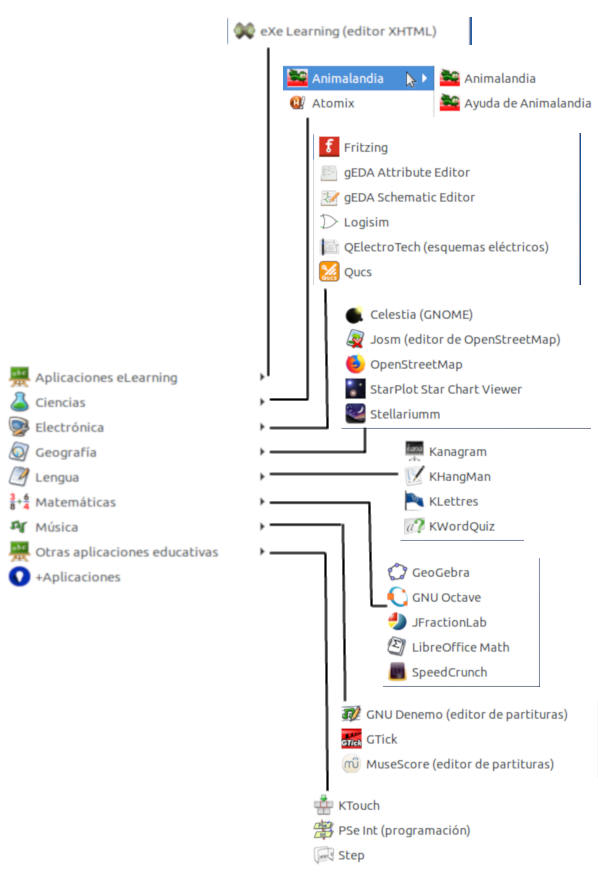 eXe Learning (editor XHTML)
Animalandia
Animalandia
Atomix
Ayuda de Animalandia
Fritzing
gEDA Attribute Editor
gEDA Schematic Editor
Logisim
QElectroTech (esquemas eléctricos)
Qucs
Celestia (GNOME)
Josm (editor de OpenStreetMap)
OpenStreetMap
StarPlot Star Chart Viewer
Stellariumm
Aplicaciones eLearning
Ciencias
Electrónica
Geografía
Lengua
Matemáticas
Música
Otras aplicaciones educativas
+Aplicaciones
Kanagram
KHangMan
KLettres
KWordQuiz
GeoGebra
GNU Octave
JFractionLab
LibreOffice Math
SpeedCrunch
GNU Denemo (editor de partituras)
GTick
MuseScore (editor de partituras)
KTouch
PSe Int (programación)
Step